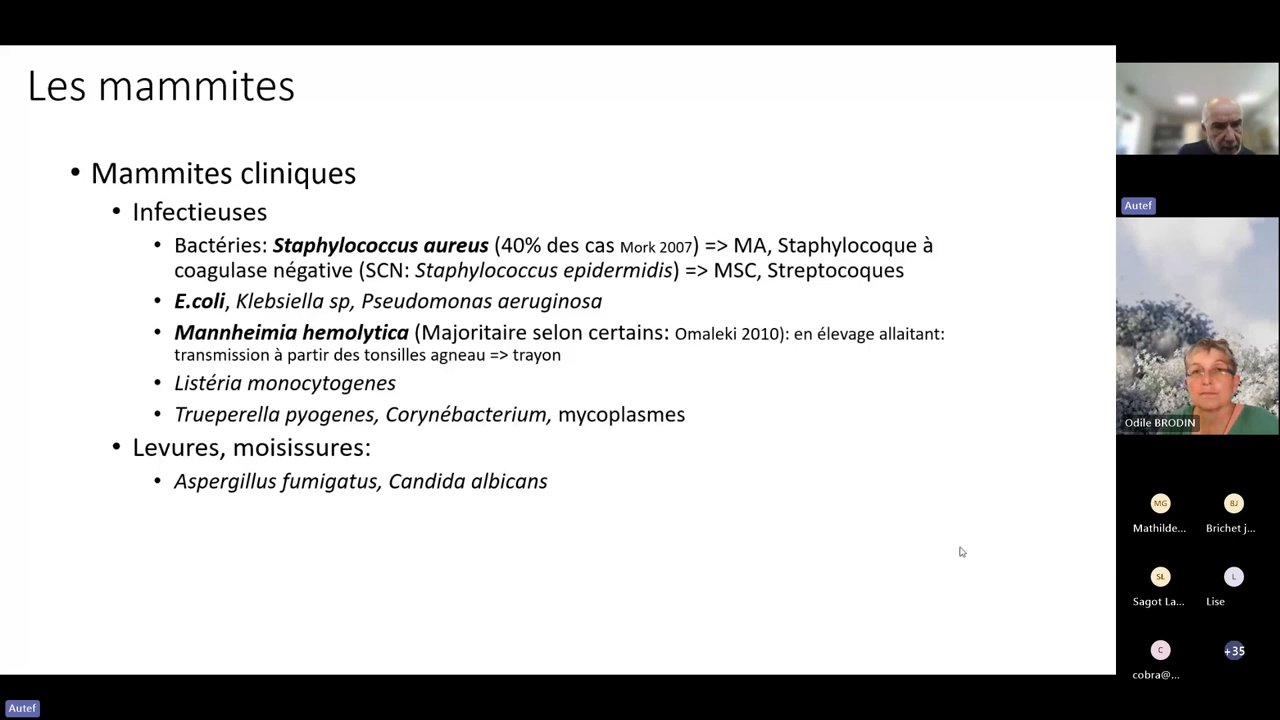 Les mammites
• Mammites cliniques
• Infectieuses
• Bactéries: Staphylococcus aureus (40% des cas Mork 2007) => MA, Staphylocoque à
coagulase négative (SCN: Staphylococcus epidermidis) => MSC, Streptocoques
• E.coli, Klebsiella sp, Pseudomonas aeruginosa
• Mannheimia hemolytica (Majoritaire selon certains: Omaleki 2010): en élevage allaitant:
transmission à partir des tonsilles agneau => trayon
• Listéria monocytogenes
• Trueperella pyogenes, Corynébacterium, mycoplasmes
• Levures, moisissures:
• Aspergillus fumigatus, Candida albicans
Autef
Odile BRODIN
MG
BJ
Mathilde...
Brichet j...
SL
L
Sagot La...
Lise
C
+35
cobra@...
Autef